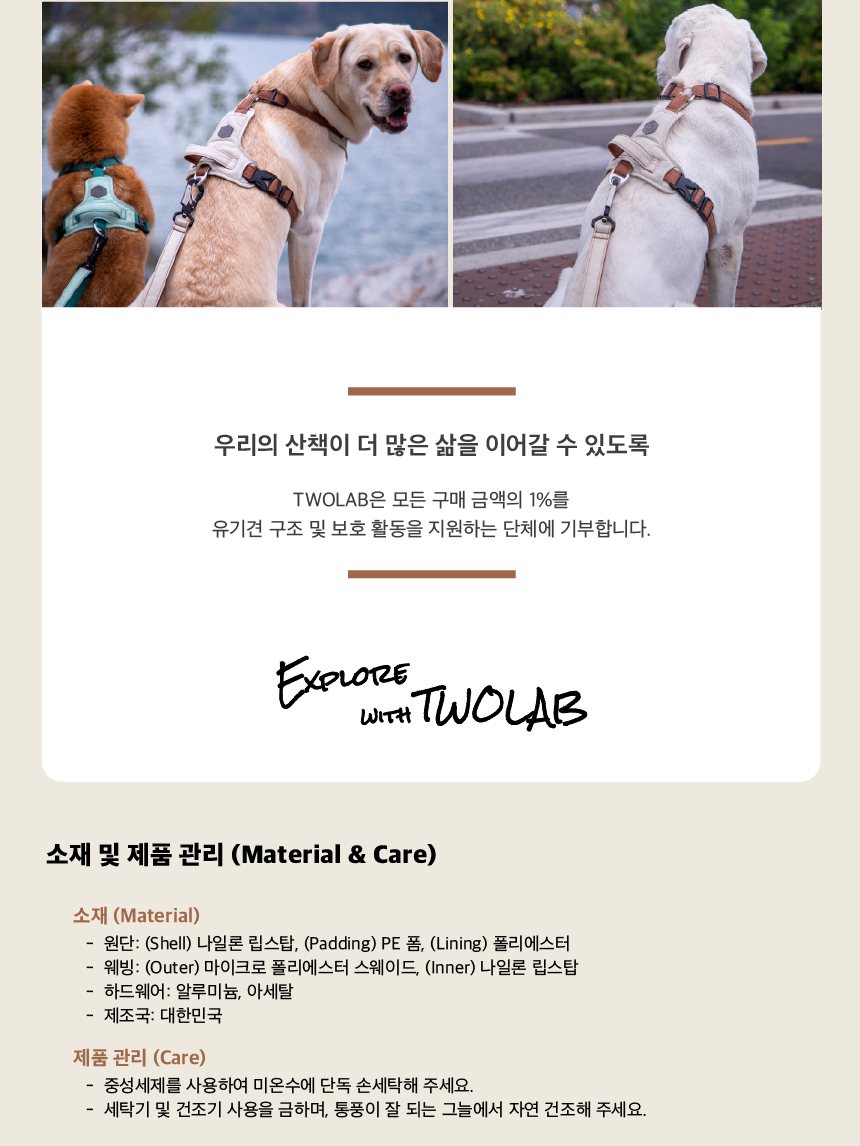 우리의 산책이 더 많은 삶을 이어갈 수 있도록
TWOLAB은 모든 구매 금액의 1%를
유기견 구조 및 보호 활동을 지원하는 단체에 기부합니다.
EXPLORE
WITH TWOLAB
소재 및 제품 관리 (Material & Care)
소재 (Material)
- 원단: (Shell) 나일론 립스탑, (Padding) PE 폼, (Lining) 폴리에스터
- 웨빙: (Outer) 마이크로 폴리에스터 스웨이드, (Inner) 나일론 립스탑
- 하드웨어: 알루미늄, 아세탈
- 제조국: 대한민국
제품 관리 (Care)
- 중성세제를 사용하여 미온수에 단독 손세탁해 주세요.
- 세탁기 및 건조기 사용을 금하며, 통풍이 잘 되는 그늘에서 자연 건조해 주세요.